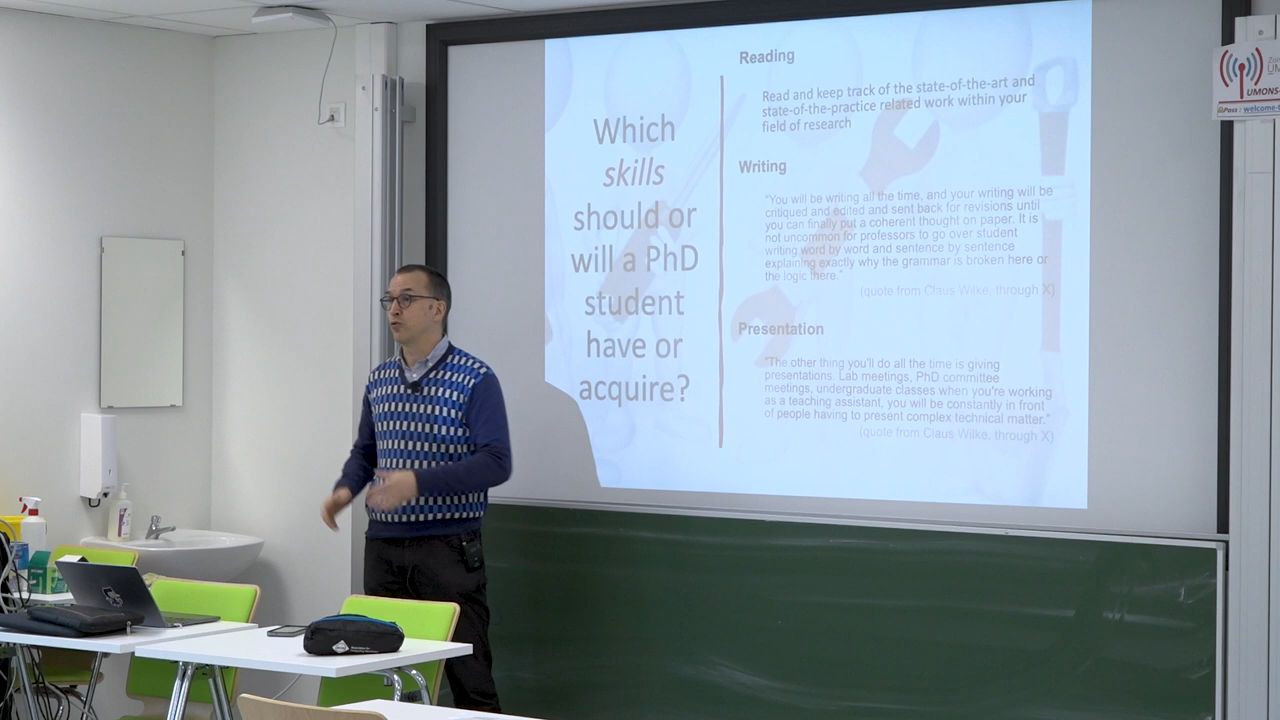 Which
skills
should or
will a PhD
student
have or
acquire?
Reading
Read and keep track of the state-of-the-art and
state-of-the-practice related work within your
field of research
Writing
"You will be writing all the time, and your writing will be
critiqued and edited and sent back for revisions until
you can finally put a coherent thought on paper. It is
not uncommon for professors to go over student
writing word by word and sentence by sentence
explaining exactly why the grammar is broken here or
the logic there."
(quote from Claus Wilke, through X)
Presentation
"The other thing you'll do all the time is giving
presentations. Lab meetings, PhD committee
meetings, undergraduate classes when you're working
as a teaching assistant, you will be constantly in front
of people having to present complex technical matter."
(quote from Claus Wilke, through X)
UMONS-
Pass : welcome-